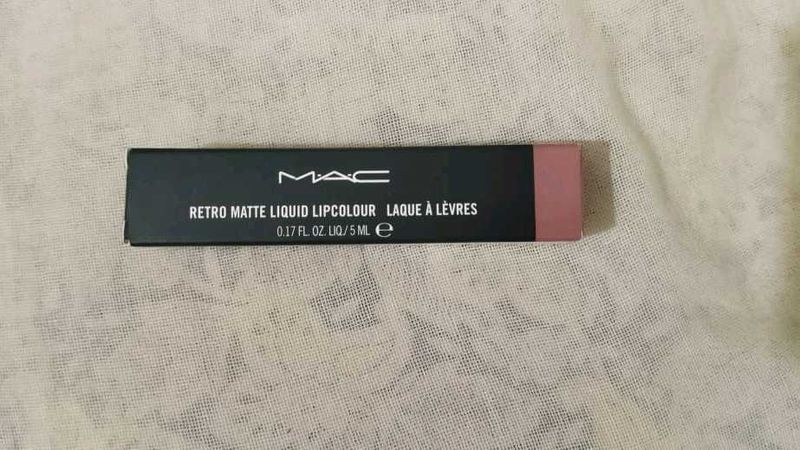 M·A·C
RETRO MATTE LIQUID LIPCOLOUR LAQUE À LÈVRES
0.17 FL. OZ. LIQ./5 ML ℮